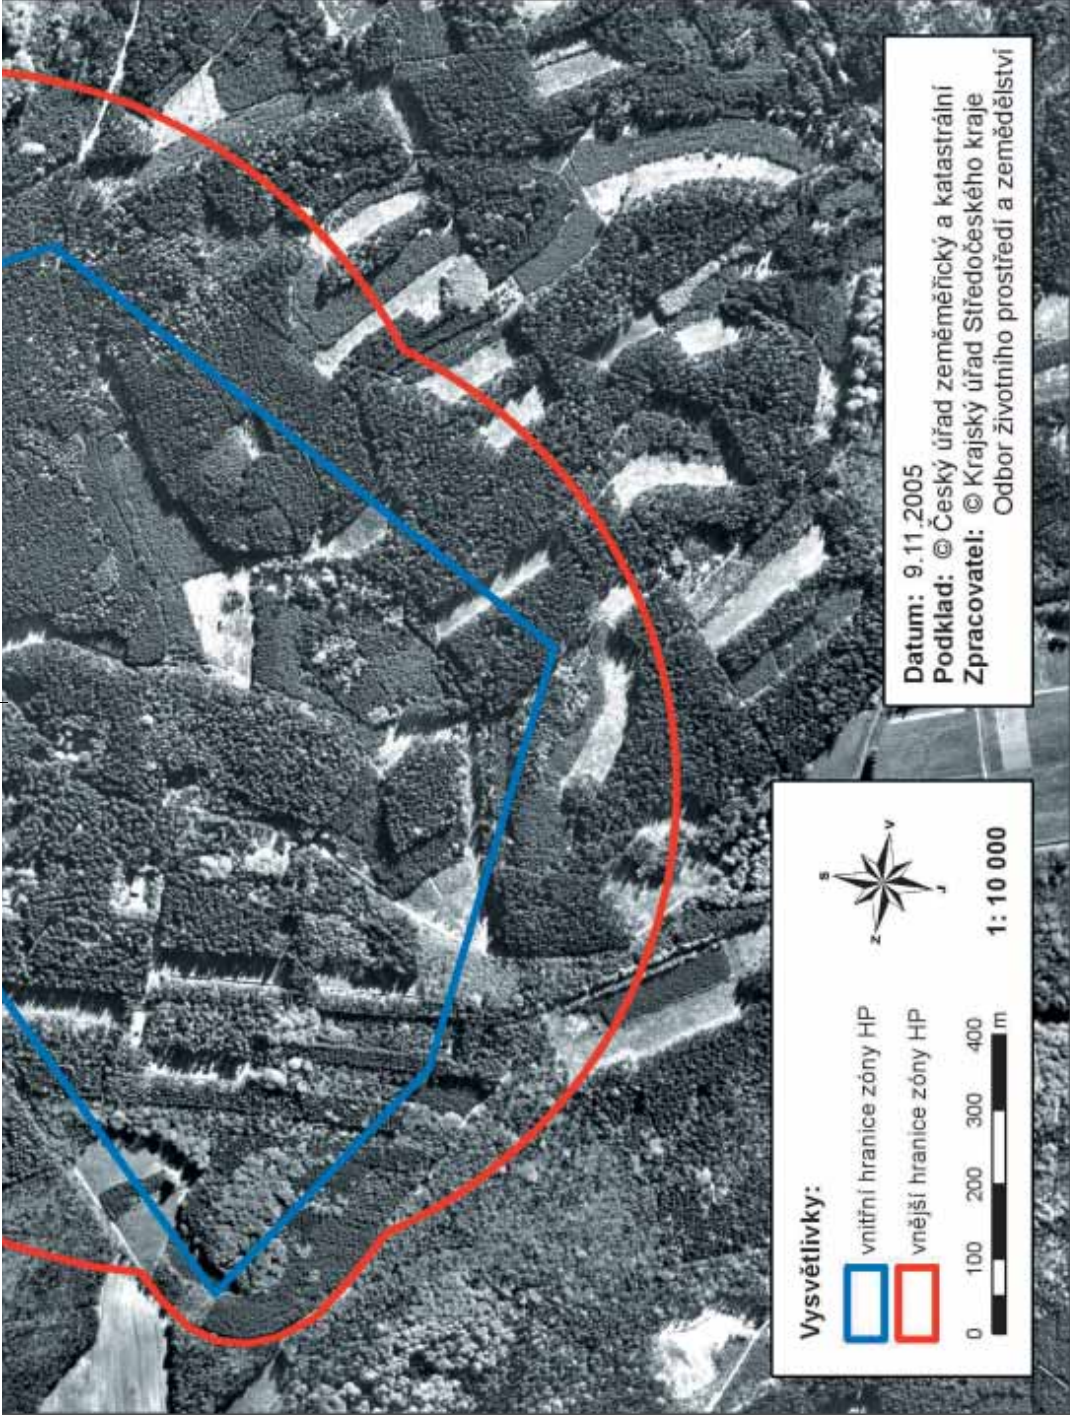 Vysvětlivky:
vnitřní hranice zóny HP
vnější hranice zóny HP
0 100 200 300 400
m
S
Z
V
J
1: 10 000
Datum: 9.11.2005
Podklad: © Český úřad zeměměřický a katastrální
Zpracovatel: © Krajský úřad Středočeského kraje
Odbor životního prostředí a zemědělství